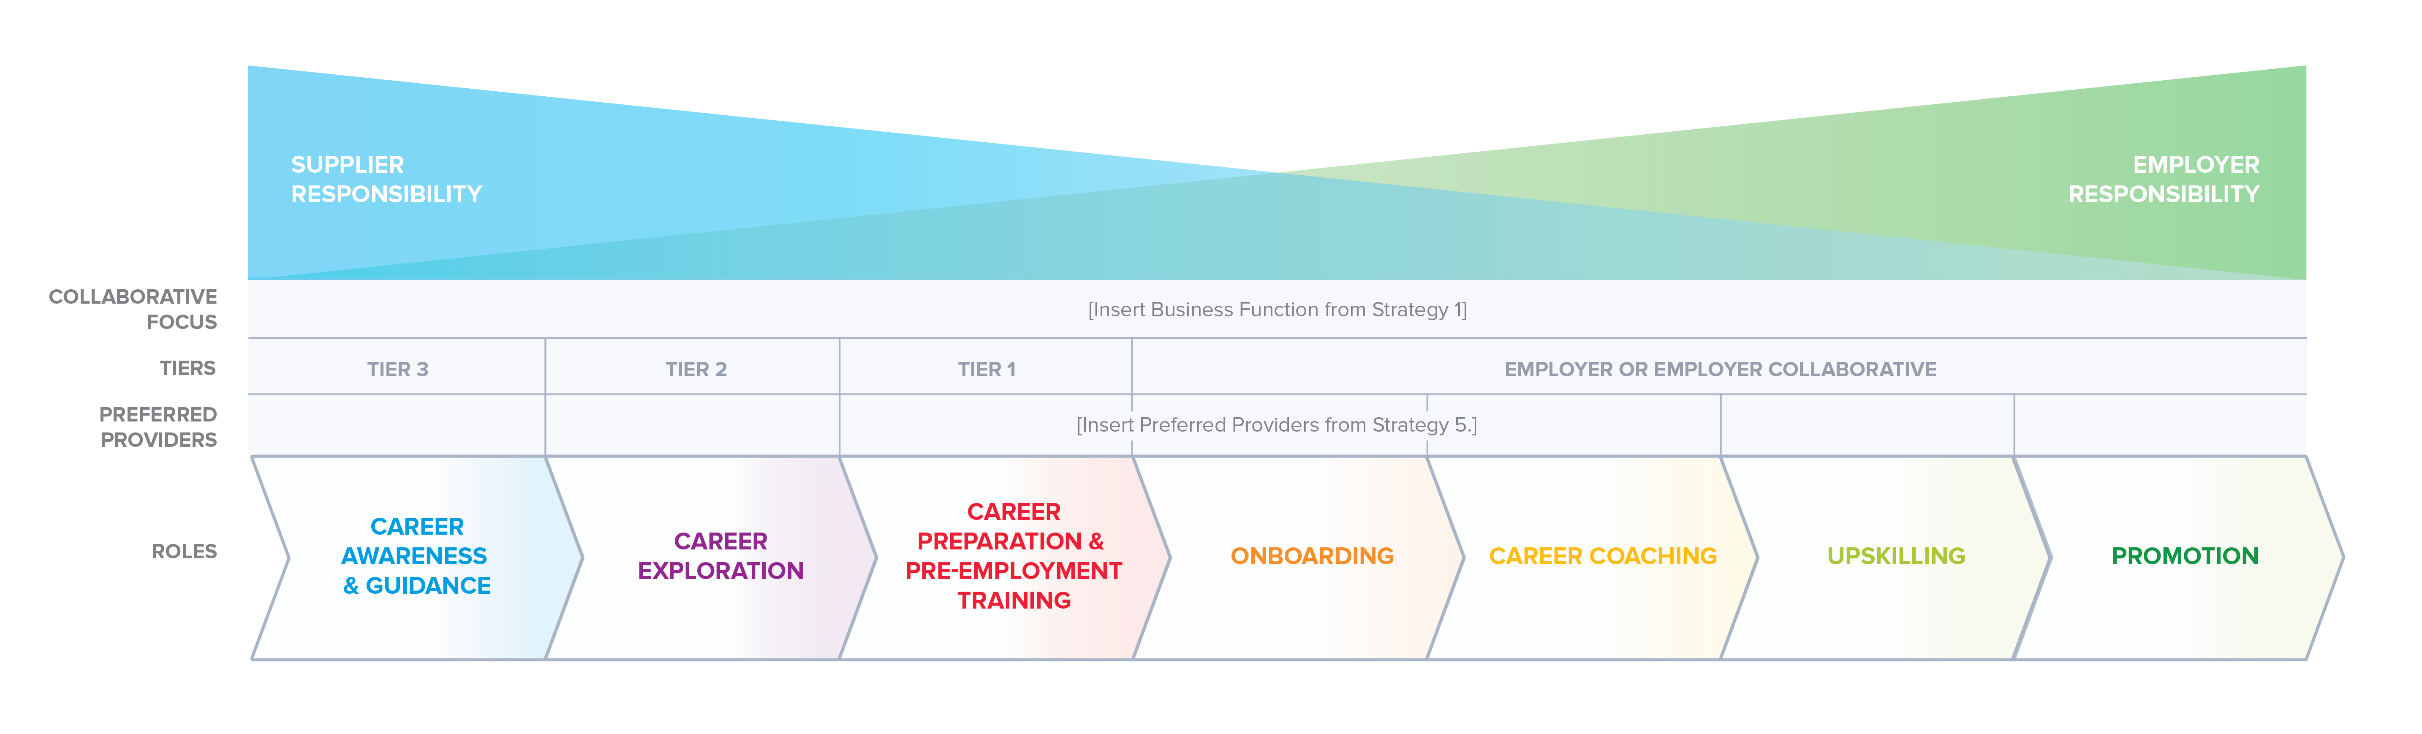 SUPPLIER
RESPONSIBILITY
EMPLOYER
RESPONSIBILITY
COLLABORATIVE
FOCUS
[Insert Business Function from Strategy 1]
TIERS
TIER 3
TIER 2
TIER 1
EMPLOYER OR EMPLOYER COLLABORATIVE
PREFERRED
PROVIDERS
[Insert Preferred Providers from Strategy 5.]
ROLES
CAREER
AWARENESS
& GUIDANCE
CAREER
EXPLORATION
CAREER
PREPARATION &
PRE-EMPLOYMENT
TRAINING
ONBOARDING
CAREER COACHING
UPSKILLING
PROMOTION